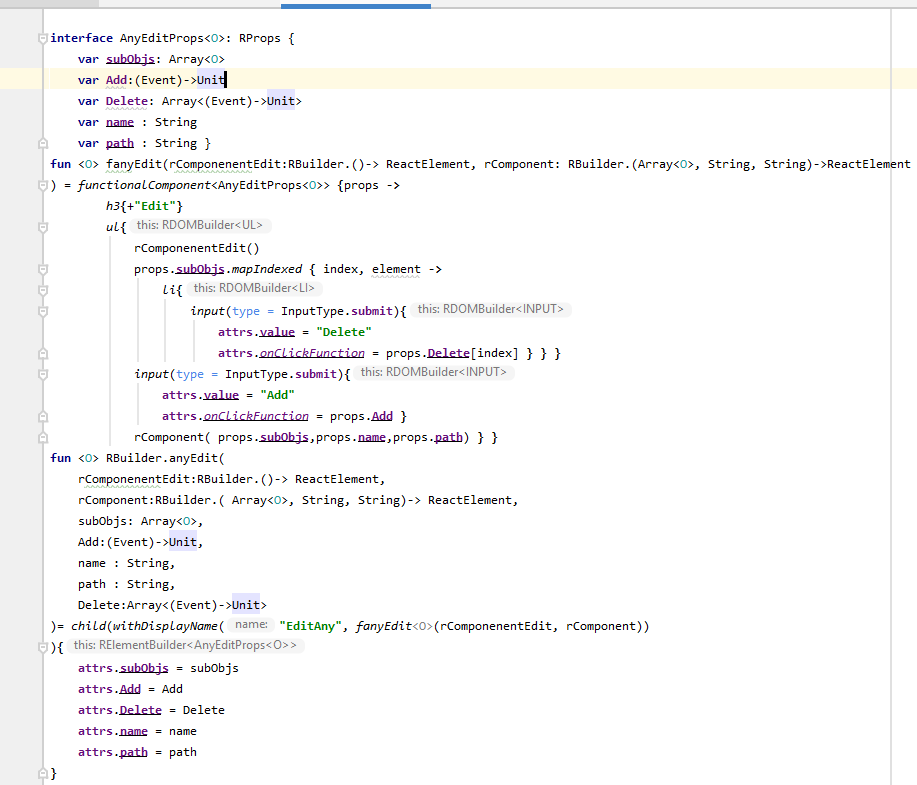 interface AnyEditProps<O>: RProps {
var subObjs: Array<O>
var Add:(Event)->Unit
var Delete: Array<(Event)->Unit>
var name : String
var path : String }
fun <O> fanyEdit(rComponenentEdit:RBuilder.()-> ReactElement, rComponent: RBuilder.(Array<O>, String, String)->ReactElement
) = functionalComponent<AnyEditProps<O>> {props ->
h3{+"Edit"}
ul{ this: RDOMBuilder<UL>
rComponenentEdit()
props.subObjs.mapIndexed { index, element ->
li{ this: RDOMBuilder<LI>
input(type = InputType.submit){ this: RDOMBuilder<INPUT>
attrs.value = "Delete"
attrs.onClickFunction = props.Delete[index] } } }
input(type = InputType.submit){ this: RDOMBuilder<INPUT>
attrs.value = "Add"
attrs.onClickFunction = props.Add }
rComponent( props.subObjs,props.name,props.path) } }
fun <O> RBuilder.anyEdit(
rComponenentEdit:RBuilder.()-> ReactElement,
rComponent:RBuilder.( Array<O>, String, String)-> ReactElement,
subObjs: Array<O>,
Add:(Event)->Unit,
name : String,
path : String,
Delete:Array<(Event)->Unit>
)= child(withDisplayName( name: "EditAny", fanyEdit<O>(rComponenentEdit, rComponent))
){ this: RElementBuilder<AnyEditProps<O>>
attrs.subObjs = subObjs
attrs.Add = Add
attrs.Delete = Delete
attrs.name = name
attrs.path = path
}